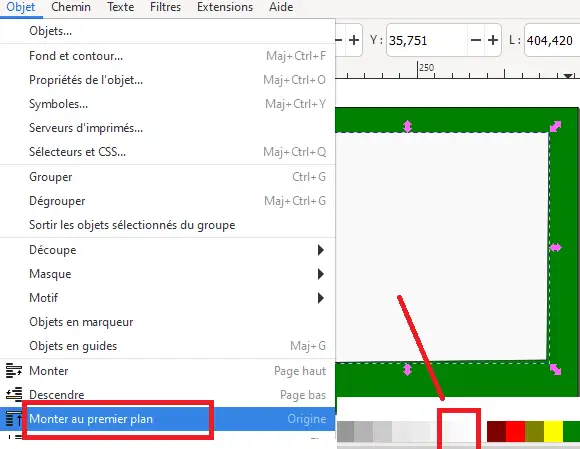 Objet Chemin Texte Filtres Extensions Aide
Y: 35,751 L: 404,420
250
Objets...
Fond et contour... Maj+Ctrl+F
Propriétés de l'objet... Maj+Ctrl+O
Symboles... Maj+Ctrl+Y
Serveurs d'imprimés...
Sélecteurs et CSS... Maj+Ctrl+Q
Grouper Ctrl+G
Dégrouper Maj+Ctrl+G
Sortir les objets sélectionnés du groupe
Découpe
Masque
Motif
Objets en marqueur
Objets en guides Maj+G
Monter Page haut
Descendre Page bas
Monter au premier plan Origine